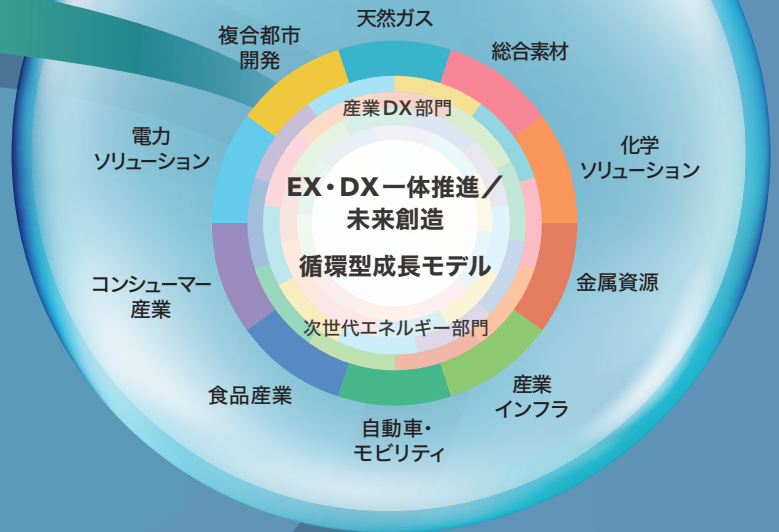 天然ガス
総合素材
化学
ソリューション
金属資源
産業
インフラ
自動車・
モビリティ
食品産業
コンシューマー
産業
電力
ソリューション
複合都市
開発
産業DX部門
EX・DX一体推進／
未来創造
循環型成長モデル
次世代エネルギー部門